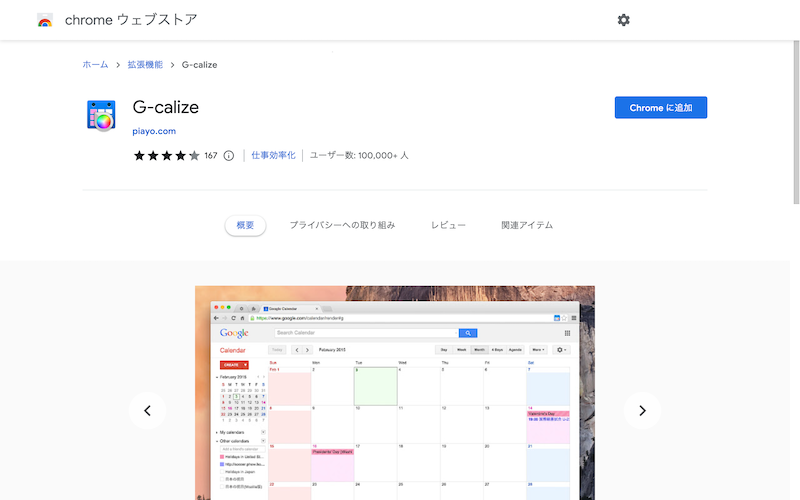 chrome ウェブストア
ホーム > 拡張機能 > G-calize
G-calize
Chrome に追加
piayo.com
167 仕事効率化 ユーザー数: 100,000+ 人
概要 プライバシーへの取り組み レビュー 関連アイテム
Google Calendar
Google Search Calendar
Calendar Today February 2015 Day Week Month 4 Days Agenda More
CREATE
Sun Mon Tue Wed Thu Fri Sat
Feb 1 2 3 4 5 6 7
February 2015
S M T W T F S
8 9 10 11 12 13 14
Valentine's Day
My calendars
Other calendars
Add a friend's calendar
15 16 17 18 19 20 21
Presidents' Day
Holidays in Japan
日本の祝日
22 23 24 25 26 27 28